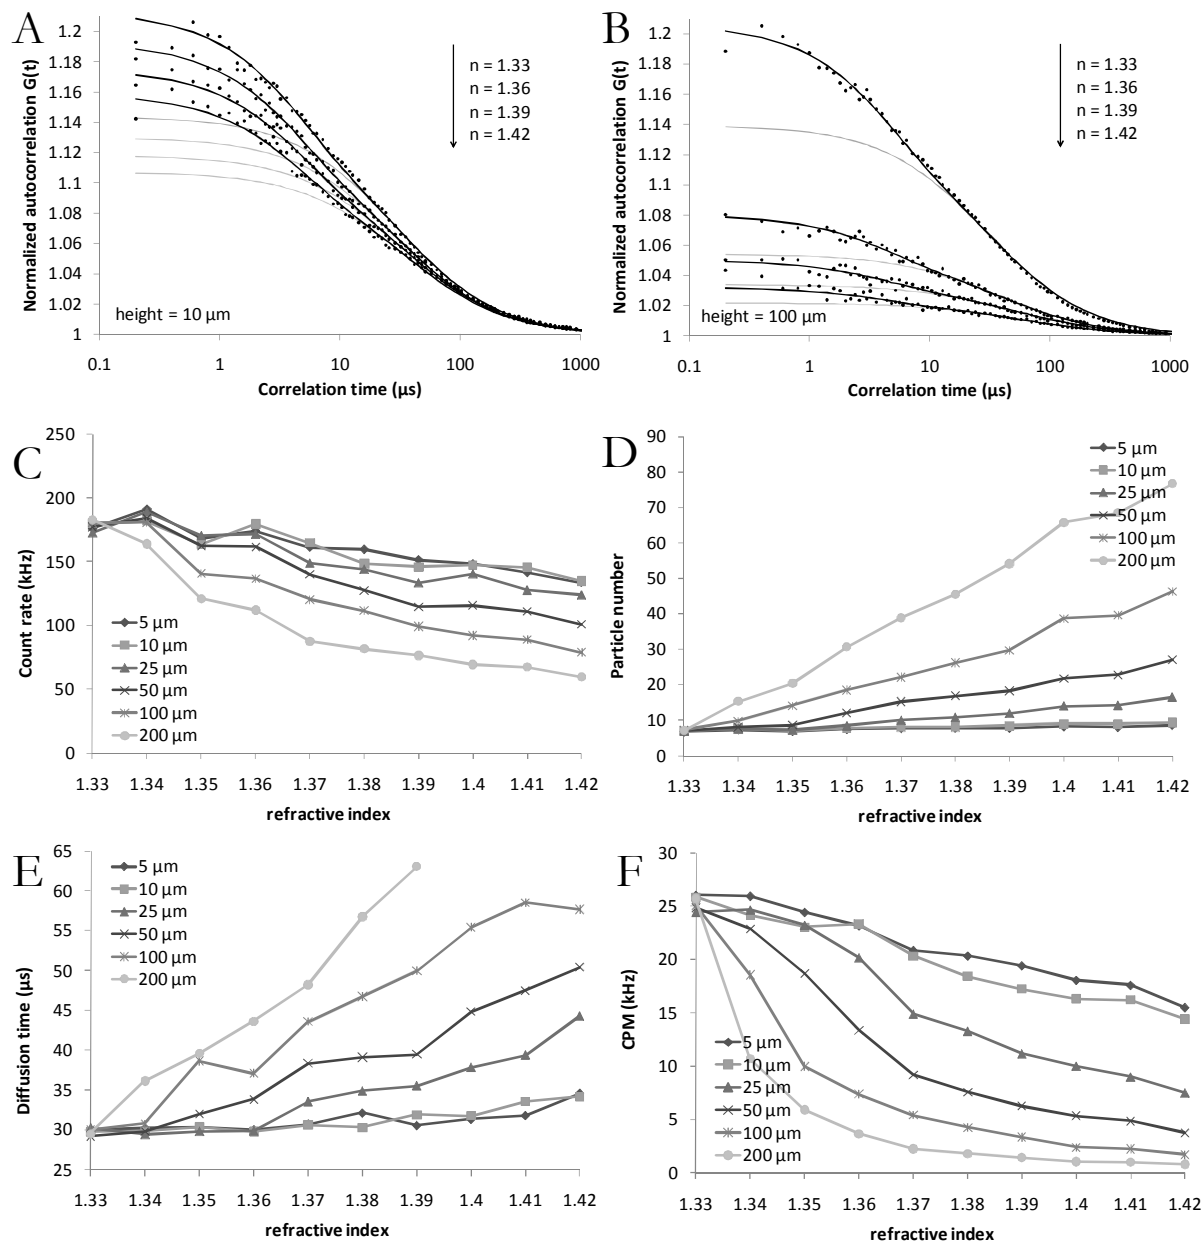 A
Normalized autocorrelation G(t)
1.2
1.18
1.16
1.14
1.12
1.1
1.08
1.06
1.04
1.02
1
n = 1.33
n = 1.36
n = 1.39
n = 1.42
height = 10 µm
0.1 1 10 100 1000
Correlation time (µs)
B
Normalized autocorrelation G(t)
1.2
1.18
1.16
1.14
1.12
1.1
1.08
1.06
1.04
1.02
1
n = 1.33
n = 1.36
n = 1.39
n = 1.42
height = 100 µm
0.1 1 10 100 1000
Correlation time (µs)
C
Count rate (kHz)
250
200
150
100
50
0
5 µm
10 µm
25 µm
50 µm
100 µm
200 µm
1.33 1.34 1.35 1.36 1.37 1.38 1.39 1.4 1.41 1.42
refractive index
D
Particle number
90
80
70
60
50
40
30
20
10
0
5 µm
10 µm
25 µm
50 µm
100 µm
200 µm
1.33 1.34 1.35 1.36 1.37 1.38 1.39 1.4 1.41 1.42
refractive index
E
Diffusion time (µs)
65
60
55
50
45
40
35
30
25
5 µm
10 µm
25 µm
50 µm
100 µm
200 µm
1.33 1.34 1.35 1.36 1.37 1.38 1.39 1.4 1.41 1.42
refractive index
F
CPM (kHz)
30
25
20
15
10
5
0
5 µm
10 µm
25 µm
50 µm
100 µm
200 µm
1.33 1.34 1.35 1.36 1.37 1.38 1.39 1.4 1.41 1.42
refractive index